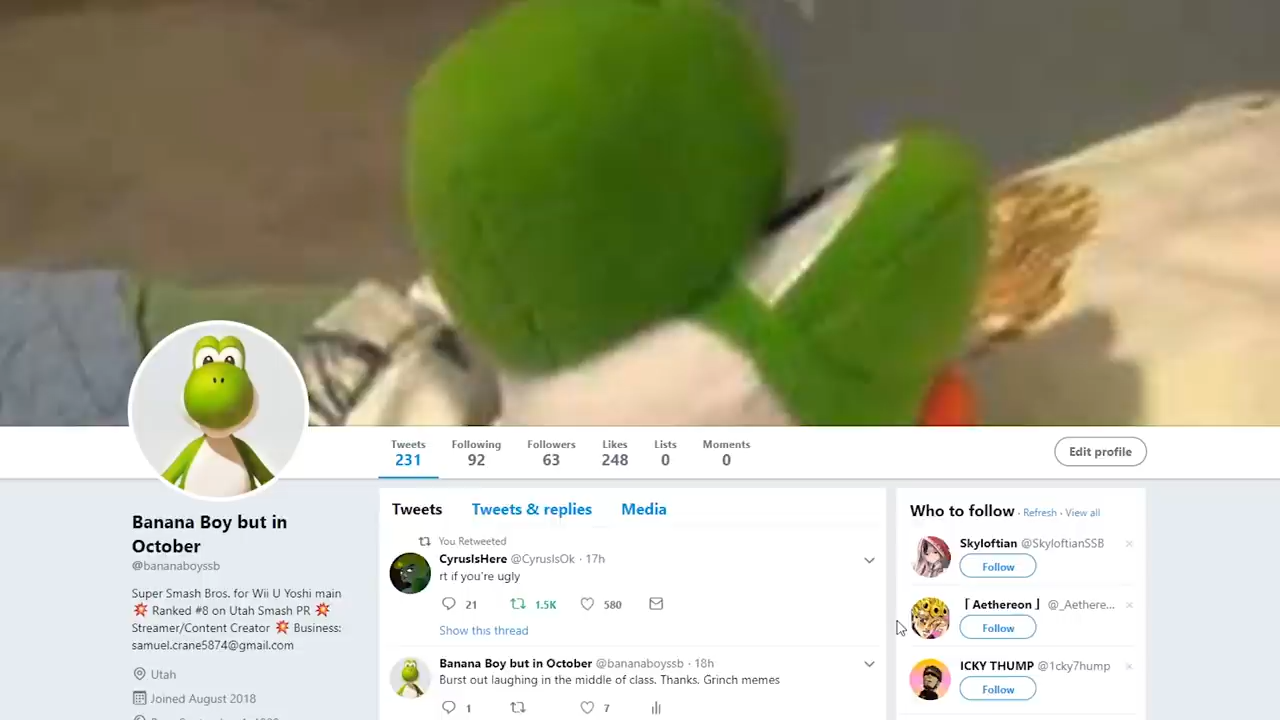 Tweets Following Followers Likes Lists Moments
231 92 63 248 0 0
Edit profile
Banana Boy but in
October
@bananaboyssb
Super Smash Bros. for Wii U Yoshi main
💥 Ranked #8 on Utah Smash PR 💥
Streamer/Content Creator 💥 Business:
samuel.crane5874@gmail.com
Utah
Joined August 2018
Tweets Tweets & replies Media
You Retweeted
CyrusIsHere @CyrusIsOk · 17h
rt if you're ugly
21 1.5K 580
Show this thread
Banana Boy but in October @bananaboyssb · 18h
Burst out laughing in the middle of class. Thanks. Grinch memes
1 7
Who to follow · Refresh · View all
Skyloftian @SkyloftianSSB
Follow
「 Aethereon 」 @_Aethere...
Follow
ICKY THUMP @1cky7hump
Follow